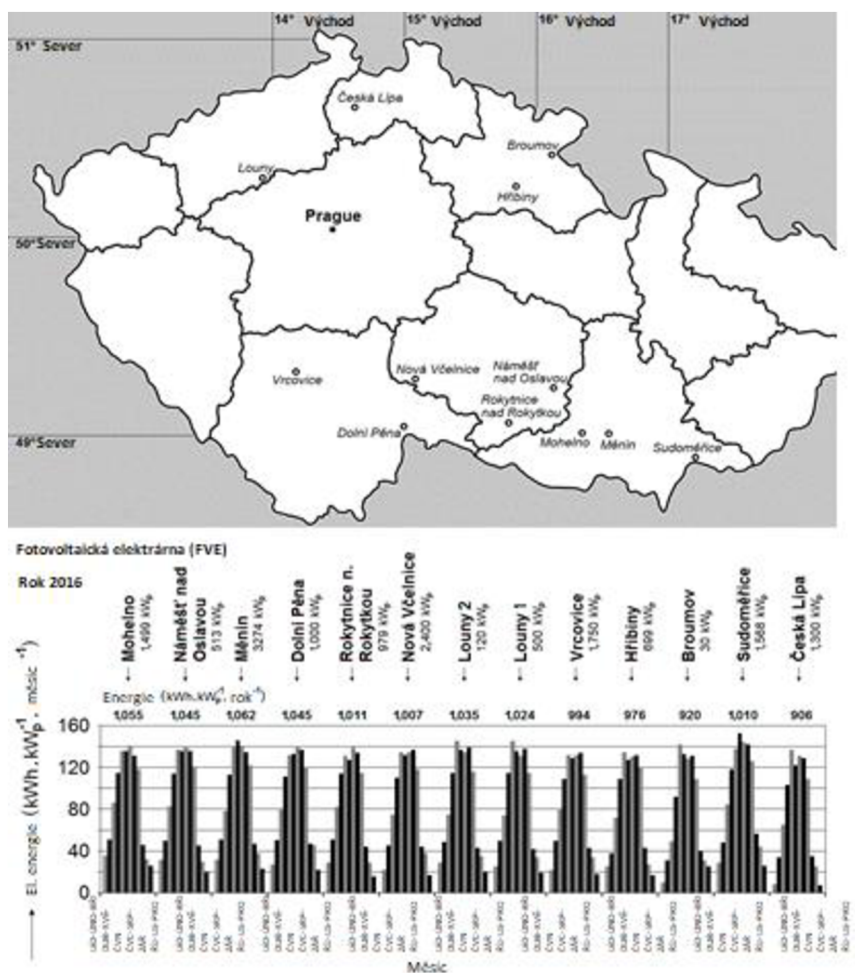 14° Východ
15° Východ
16° Východ
17° Východ
51° Sever
Česká Lípa
Broumov
Louny
Hřibiny
Prague
50° Sever
Vrcovice
Nová Včelnice
Náměšť
nad Oslavou
Rokytnice
nad Rokytkou
49° Sever
Dolní Pěna
Mohelno
Měnin
Sudoměřice
Fotovoltaická elektrárna (FVE)
Rok 2016
← Mohelno
1,499 kWp
← Náměšť nad
Oslavou
513 kWp
← Měnin
3274 kWp
← Dolní Pěna
1,000 kWp
← Rokytnice n.
Rokytkou
979 kWp
← Nová Včelnice
2,400 kWp
← Louny 2
120 kWp
← Louny 1
500 kWp
← Vrcovice
1,750 kWp
← Hřibiny
699 kWp
← Broumov
30 kWp
← Sudoměřice
1,568 kWp
← Česká Lípa
1,300 kWp
Energie (kWh.kWp⁻¹. rok⁻¹)
1,055 1,045 1,062 1,045 1,011 1,007 1,035 1,024 994 976 920 1,010 906
El. energie (kWh.kWp⁻¹. měsíc⁻¹)
160
120
80
40
0
Měsíc